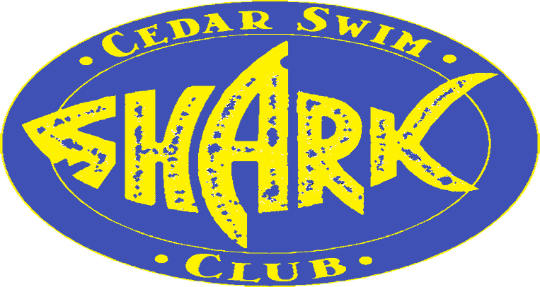 • CEDAR SWIM •
SHARK
• CLUB •